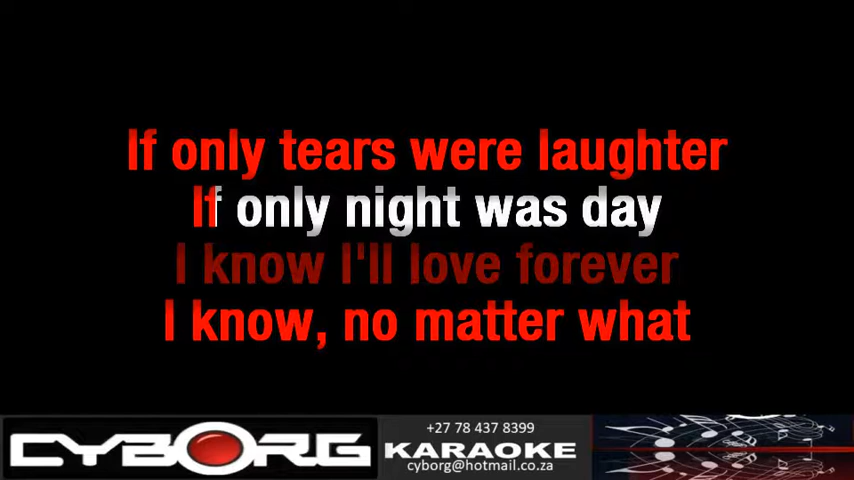 If only tears were laughter
If only night was day
I know I'll love forever
I know, no matter what
CYBORG
+27 78 437 8399
KARAOKE
cyborg@hotmail.co.za